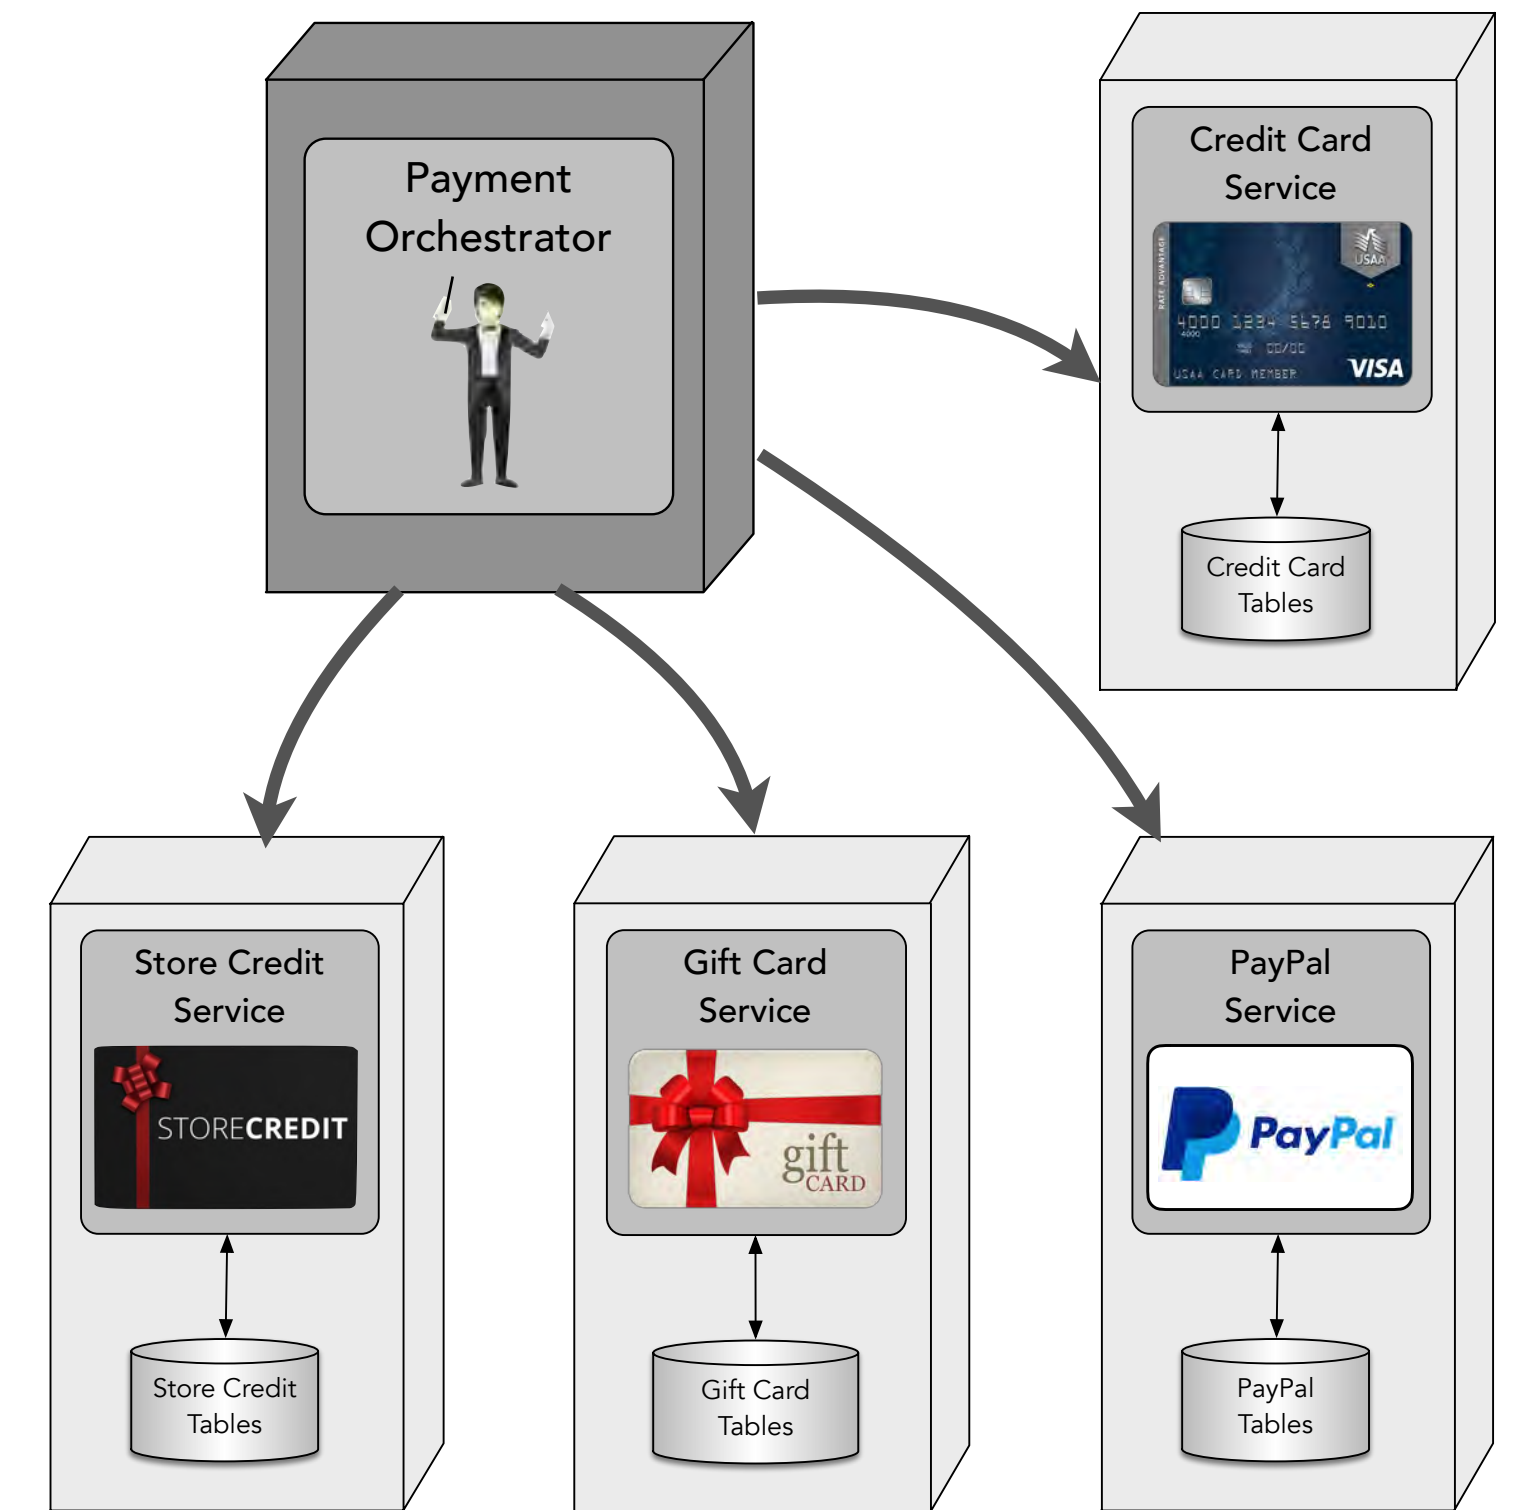 Payment
Orchestrator
Credit Card
Service
RATE ADVANTAGE
USAA
4000 1234 5678 9010
4000
00/00
USAA CARD MEMBER
VISA
Credit Card
Tables
Store Credit
Service
STORECREDIT
Store Credit
Tables
Gift Card
Service
gift
CARD
Gift Card
Tables
PayPal
Service
PayPal
PayPal
Tables